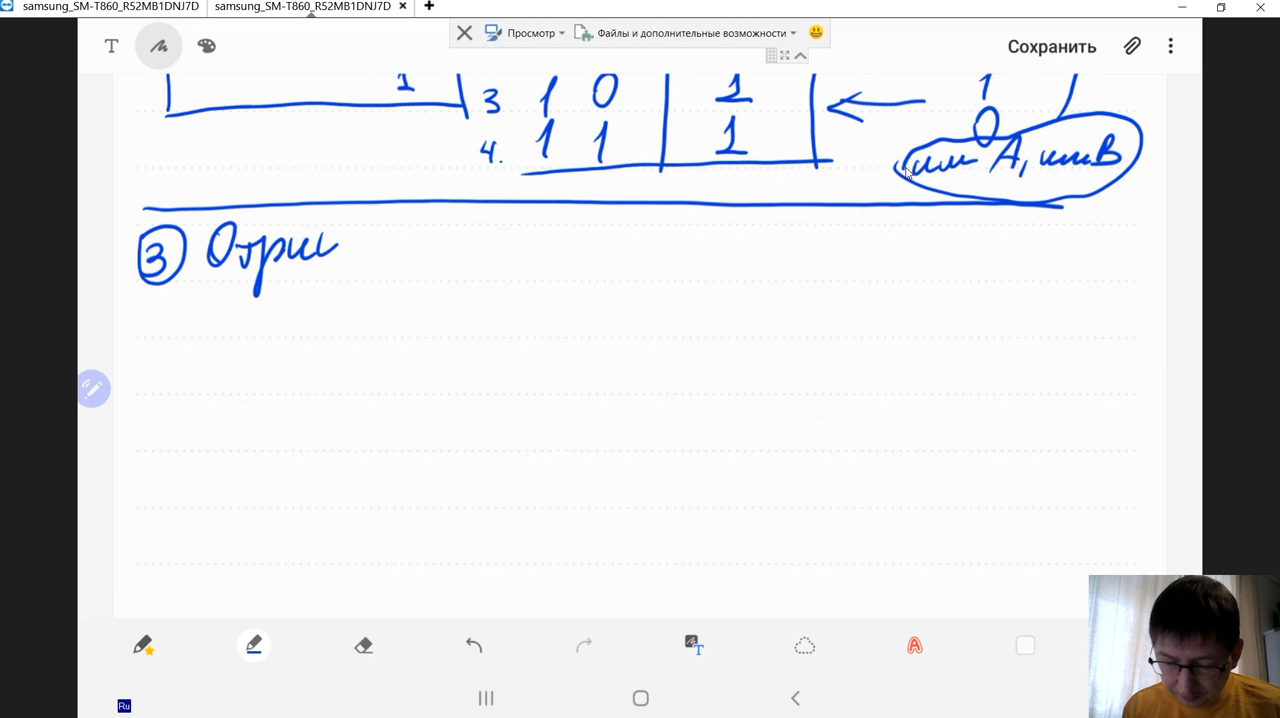 samsung_SM-T860_R52MB1DNJ7D samsung_SM-T860_R52MB1DNJ7D
Просмотр Файлы и дополнительные возможности
T Сохранить
1 3 1 0 1 1
4. 1 1 1 0
или A, или B
3 Отриц
T A
Ru